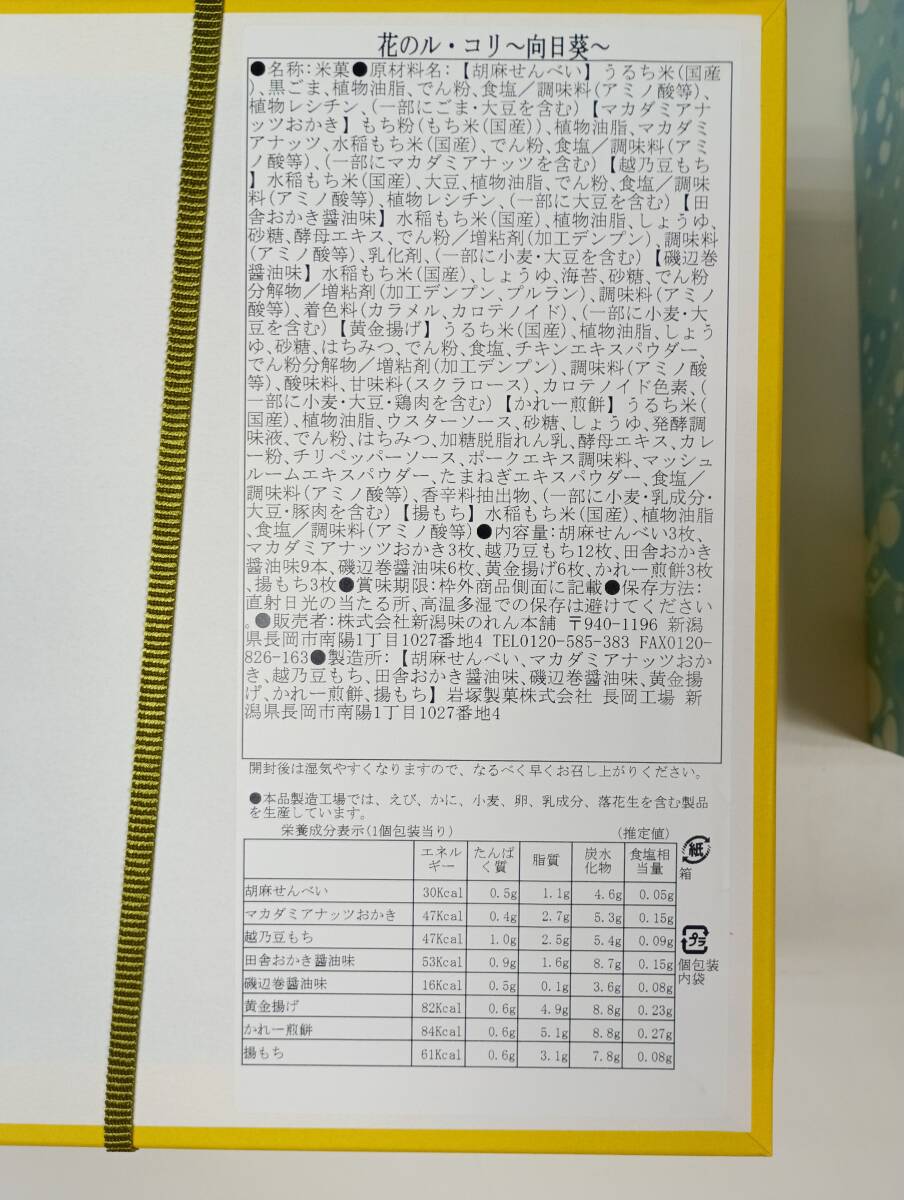 花のル・コリ～向日葵～
●名称：米菓●原材料名：【胡麻せんべい】うるち米（国産
）、黒ごま、植物油脂、でん粉、食塩／調味料（アミノ酸等）、
植物レシチン、（一部にごま・大豆を含む）【マカダミアナ
ッツおかき】もち粉（もち米（国産））、植物油脂、マカダミ
アナッツ、水稲もち米（国産）、でん粉、食塩／調味料（アミ
ノ酸等）、（一部にマカダミアナッツを含む）【越乃豆もち
】水稲もち米（国産）、大豆、植物油脂、でん粉、食塩／調味
料（アミノ酸等）、植物レシチン、（一部に大豆を含む）【田
舎おかき醤油味】水稲もち米（国産）、植物油脂、しょうゆ、
砂糖、酵母エキス、でん粉／増粘剤（加工デンプン）、調味料
（アミノ酸等）、乳化剤、（一部に小麦・大豆を含む）【磯辺巻
醤油味】水稲もち米（国産）、しょうゆ、海苔、砂糖、でん粉
分解物／増粘剤（加工デンプン、プルラン）、調味料（アミノ
酸等）、着色料（カラメル、カロテノイド）、（一部に小麦・大
豆を含む）【黄金揚げ】うるち米（国産）、植物油脂、しょう
ゆ、砂糖、はちみつ、でん粉、食塩、チキンエキスパウダー、
でん粉分解物／増粘剤（加工デンプン）、調味料（アミノ酸
等）、酸味料、甘味料（スクラロース）、カロテノイド色素、（
一部に小麦・大豆・鶏肉を含む）【かれー煎餅】うるち米（
国産）、植物油脂、ウスターソース、砂糖、しょうゆ、発酵調
味液、でん粉、はちみつ、加糖脱脂れん乳、酵母エキス、カレ
ー粉、チリペッパーソース、ポークエキス調味料、マッシュ
ルームエキスパウダー、たまねぎエキスパウダー、食塩／
調味料（アミノ酸等）、香辛料抽出物、（一部に小麦・乳成分・
大豆・豚肉を含む）【揚もち】水稲もち米（国産）、植物油脂
、食塩／調味料（アミノ酸等）●内容量：胡麻せんべい3枚、
マカダミアナッツおかき3枚、越乃豆もち12枚、田舎おかき
醤油味9本、磯辺巻醤油味6枚、黄金揚げ6枚、かれー煎餅3枚
、揚もち3枚●賞味期限：枠外商品側面に記載●保存方法：
直射日光の当たる所、高温多湿での保存は避けてください
。●販売者：株式会社新潟味のれん本舗 〒940-1196 新潟
県長岡市南陽1丁目1027番地4 TEL0120-585-383 FAX0120-
826-163●製造所：【胡麻せんべい、マカダミアナッツおか
き、越乃豆もち、田舎おかき醤油味、磯辺巻醤油味、黄金揚
げ、かれー煎餅、揚もち】岩塚製菓株式会社 長岡工場 新
潟県長岡市南陽1丁目1027番地4
開封後は湿気やすくなりますので、なるべく早くお召し上がりください。
●本品製造工場では、えび、かに、小麦、卵、乳成分、落花生を含む製品
を生産しています。
栄養成分表示（1個包装当り） （推定値）
エネルギー たんぱく質 脂質 炭水化物 食塩相当量
胡麻せんべい 30Kcal 0.5g 1.1g 4.6g 0.05g
マカダミアナッツおかき 47Kcal 0.4g 2.7g 5.3g 0.15g
越乃豆もち 47Kcal 1.0g 2.5g 5.4g 0.09g
田舎おかき醤油味 53Kcal 0.9g 1.6g 8.7g 0.15g
磯辺巻醤油味 16Kcal 0.5g 0.1g 3.6g 0.08g
黄金揚げ 82Kcal 0.6g 4.9g 8.8g 0.23g
かれー煎餅 84Kcal 0.6g 5.1g 8.8g 0.27g
揚もち 61Kcal 0.6g 3.1g 7.8g 0.08g
紙
箱
プラ
個包装
内袋